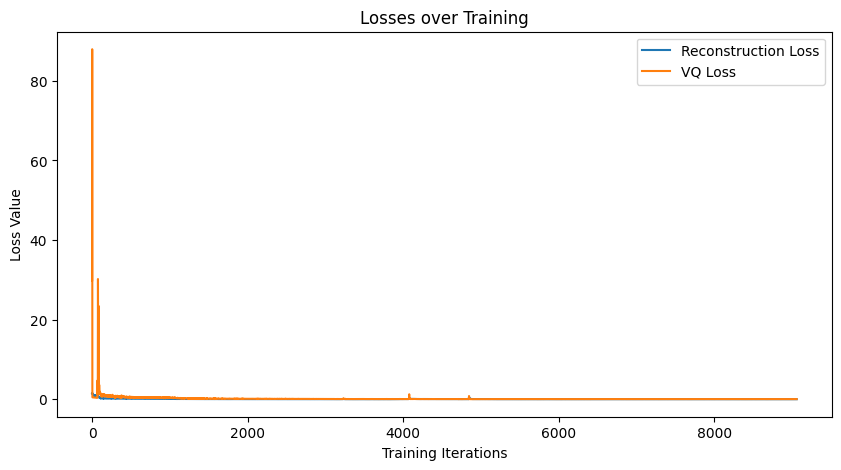 Losses over Training
Reconstruction Loss
VQ Loss
Loss Value
80
60
40
20
0
0 2000 4000 6000 8000
Training Iterations